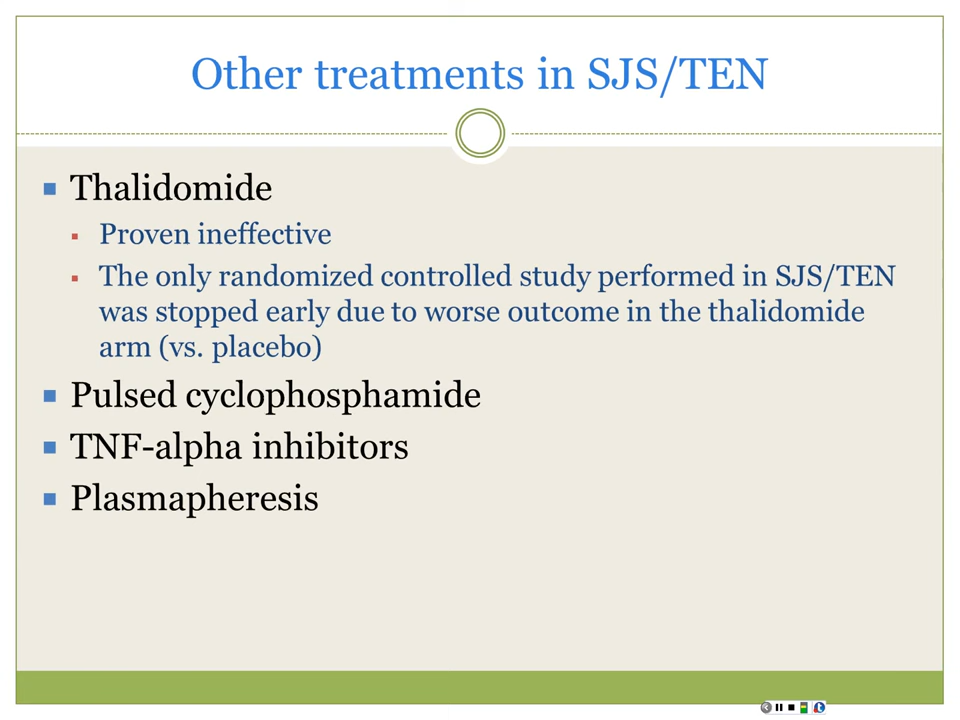 Other treatments in SJS/TEN
Thalidomide
Proven ineffective
The only randomized controlled study performed in SJS/TEN
was stopped early due to worse outcome in the thalidomide
arm (vs. placebo)
Pulsed cyclophosphamide
TNF-alpha inhibitors
Plasmapheresis